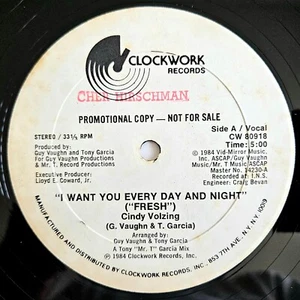 CLOCKWORK
RECORDS
CHER HIRSCHMAN
PROMOTIONAL COPY — NOT FOR SALE
Side A / Vocal
STEREO / 33⅓ RPM
CW 80918
Time: 5:00
Produced by:
Guy Vaughn and Tony Garcia
For Guy Vaughn Productions
& Mr. T. Record Productions
Executive Producer:
Lloyd E. Coward, Jr.
℗ 1984 Vid-Mirror Music,
Inc. ASCAP/Guy Vaughn
Music/Mr. T Music/ASCAP
Master No. 14230-A
Recorded at: I.N.S.
Engineer: Craig Bevan
"I WANT YOU EVERY DAY AND NIGHT"
("FRESH")
Cindy Volzing
(G. Vaughn & T. Garcia)
Arranged by:
Guy Vaughn & Tony Garcia
A Tony "Mr. T" Garcia Mix
℗ 1984 Clockwork Records, Inc.
MANUFACTURED AND DISTRIBUTED BY CLOCKWORK RECORDS, INC. • 853 7TH AVE., N.Y., N.Y. 10019